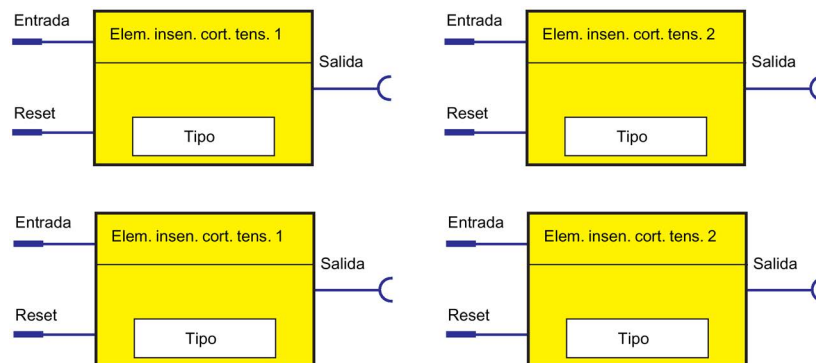 Entrada
Elem. insen. cort. tens. 1
Salida
Reset
Tipo
Entrada
Elem. insen. cort. tens. 2
Salida
Reset
Tipo
Entrada
Elem. insen. cort. tens. 1
Salida
Reset
Tipo
Entrada
Elem. insen. cort. tens. 2
Salida
Reset
Tipo